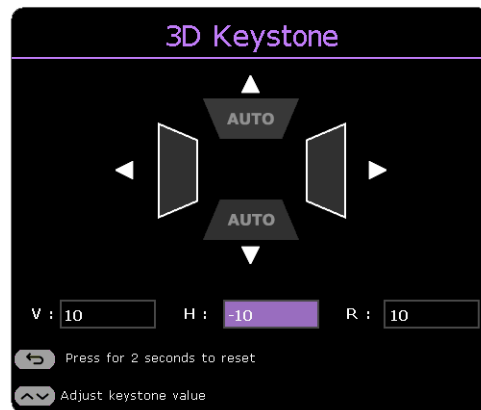 3D Keystone
AUTO
AUTO
V : 10 H : -10 R : 10
Press for 2 seconds to reset
Adjust keystone value